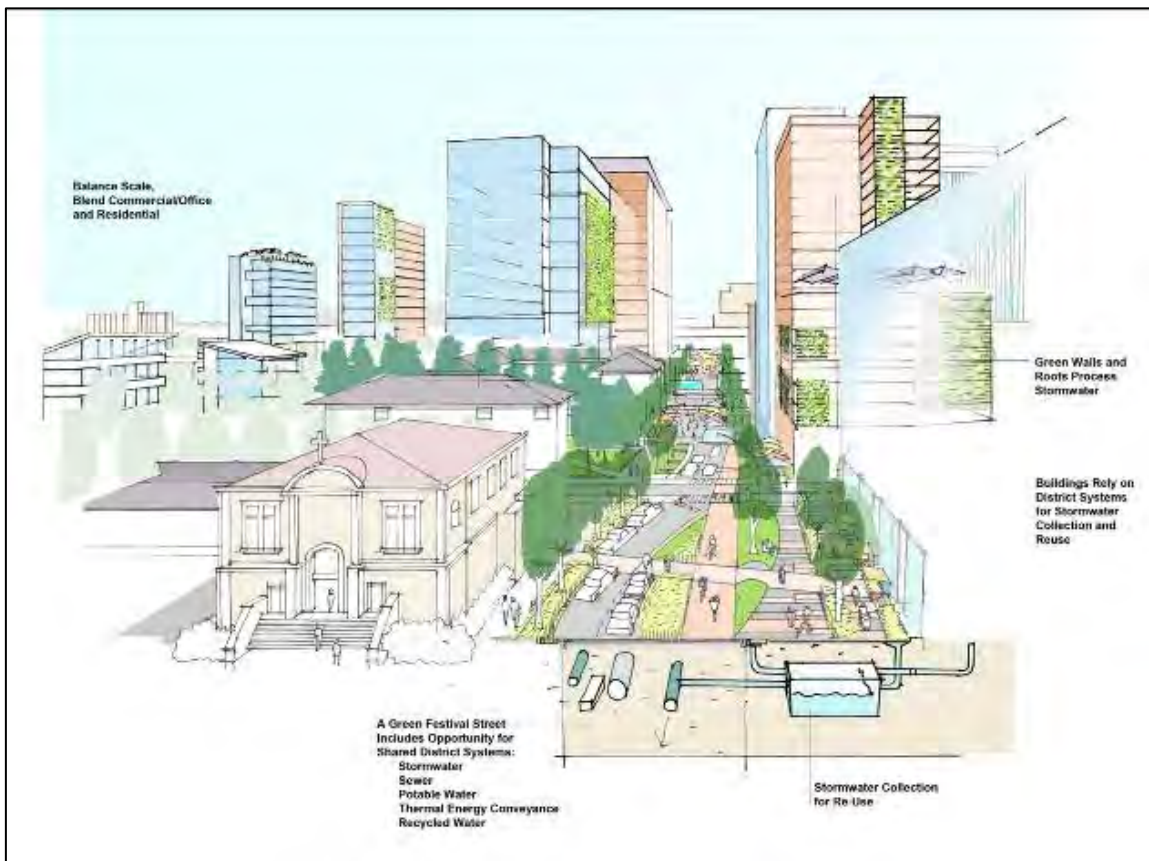 Balance Scale,
Blend Commercial/Office
and Residential
Green Walls and
Roots Process
Stormwater
Buildings Rely on
District Systems
for Stormwater
Collection and
Reuse
A Green Festival Street
Includes Opportunity for
Shared District Systems:
Stormwater
Sewer
Potable Water
Thermal Energy Conveyance
Recycled Water
Stormwater Collection
for Re-Use